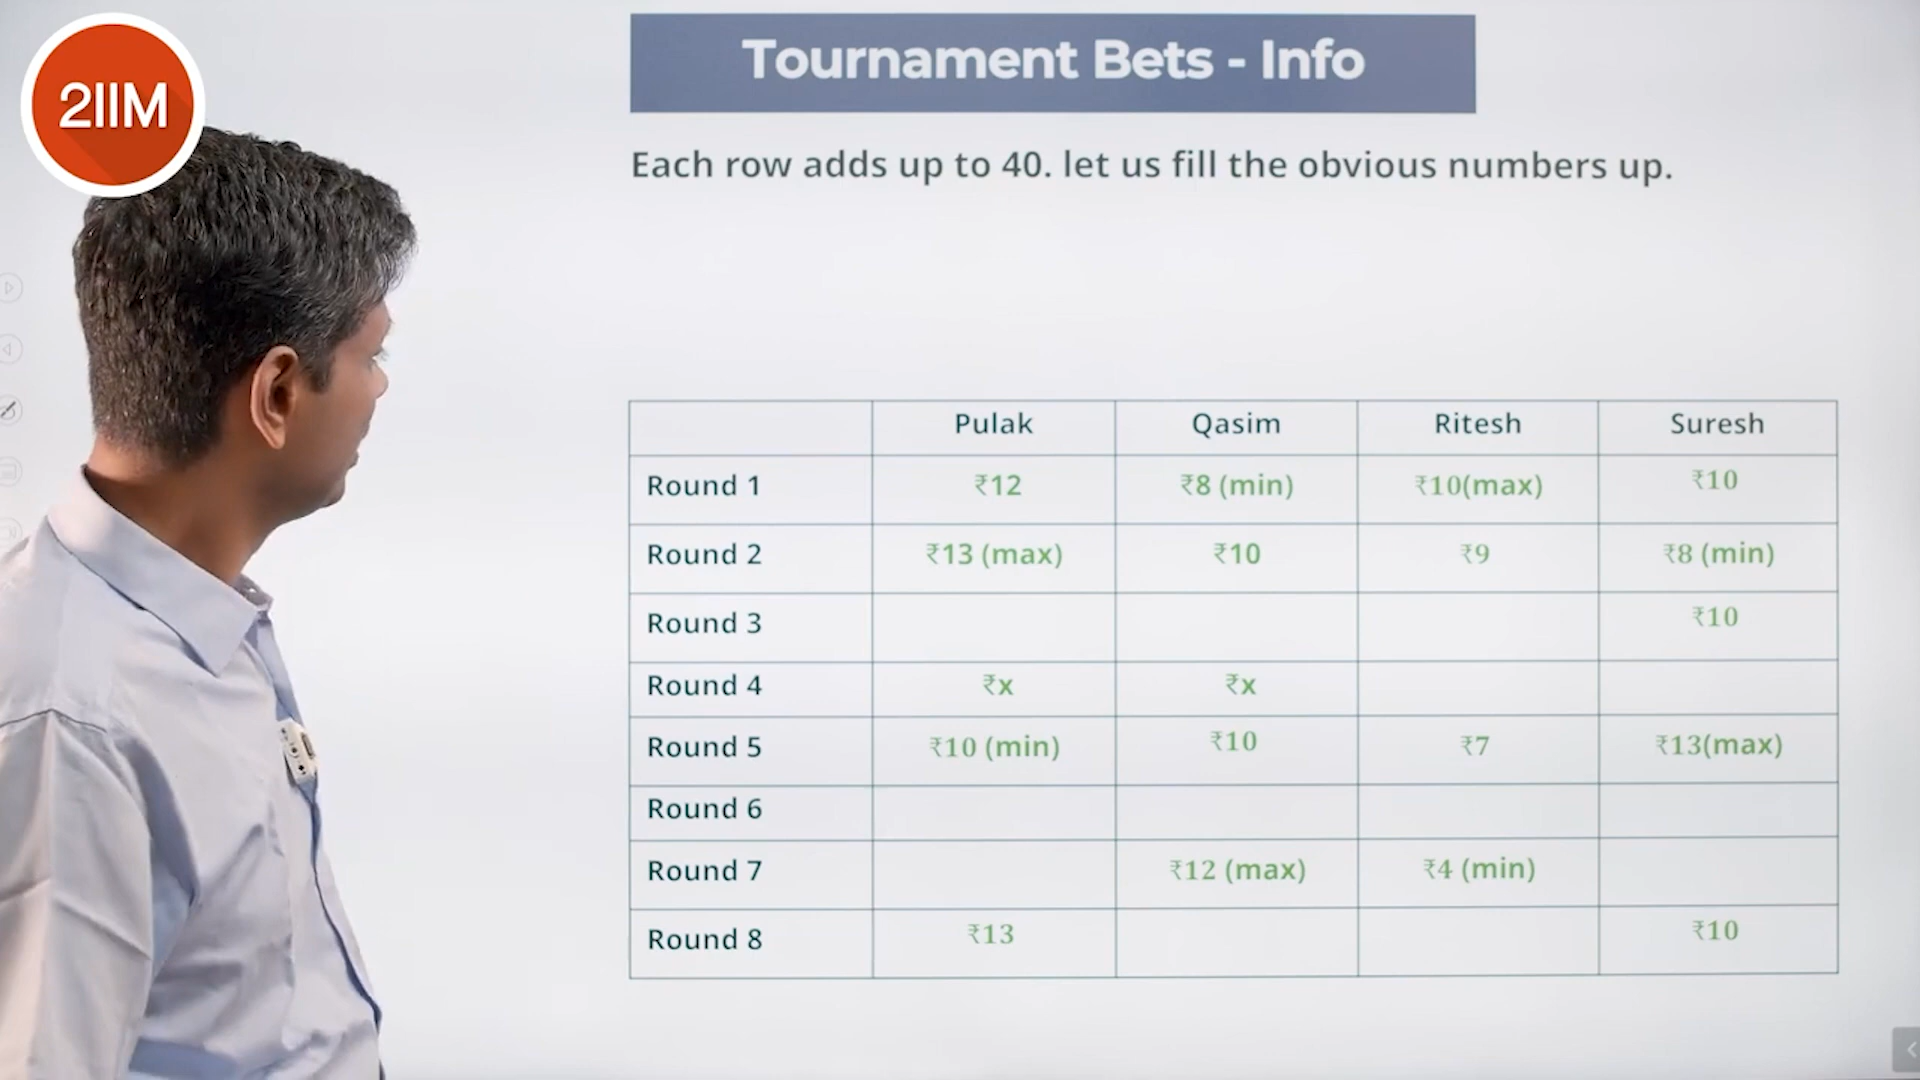 2IIM
Tournament Bets - Info
Each row adds up to 40. let us fill the obvious numbers up.
Pulak Qasim Ritesh Suresh
Round 1 ₹12 ₹8 (min) ₹10(max) ₹10
Round 2 ₹13 (max) ₹10 ₹9 ₹8 (min)
Round 3 ₹10
Round 4 ₹x ₹x
Round 5 ₹10 (min) ₹10 ₹7 ₹13(max)
Round 6
Round 7 ₹12 (max) ₹4 (min)
Round 8 ₹13 ₹10